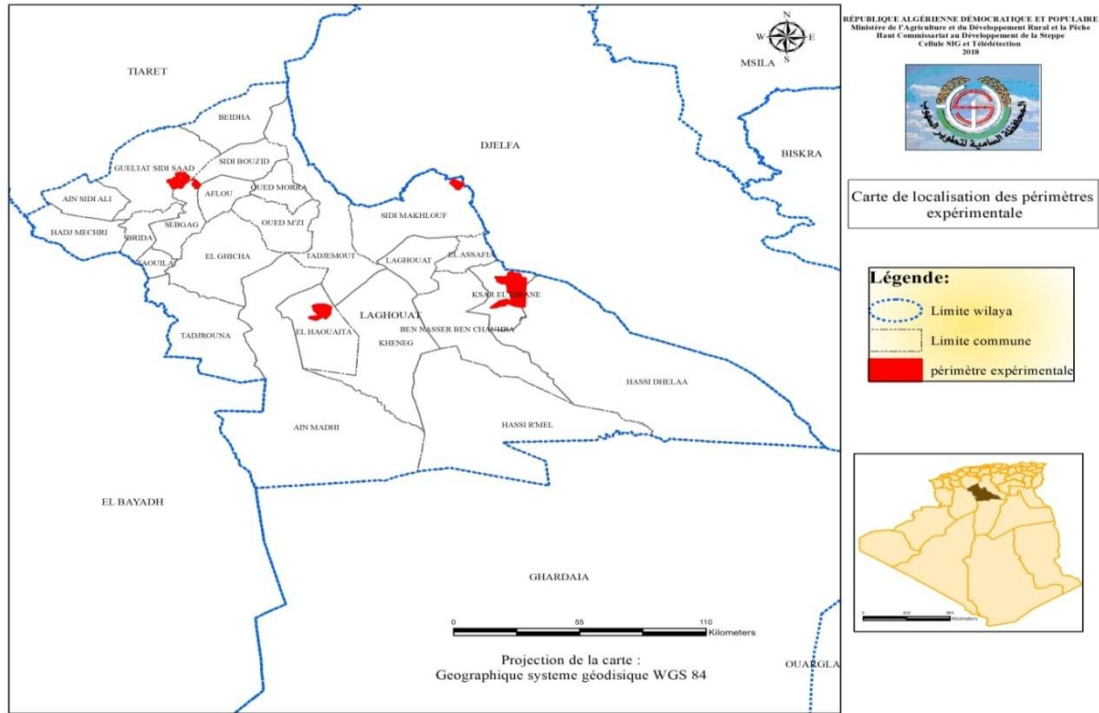 RÉPUBLIQUE ALGÉRIENNE DÉMOCRATIQUE ET POPULAIRE
Ministère de l'Agriculture et du Développement Rural et la Pêche
Haut Commissariat au Développement de la Steppe
Cellule SIG et Télédétection
2018
المحافظة السامية لتطوير السهوب
Carte de localisation des périmètres
expérimentale
Légende:
Limite wilaya
Limite commune
périmètre expérimentale
N
W E
S
TIARET
MSILA
BEIDHA
DJELFA
BISKRA
SIDI BOUZID
GUELTAT SIDI SAAD
AFLOU
OUED MORRA
AIN SIDI ALI
SIDI MAKHLOUF
SEBGAG
OUED M'ZI
HADJ MECHRI
BRIDA
EL GHICHA
TADJEMOUT
LAGHOUAT
EL ASSAFIA
LAGHOUAT
EL HAOUAITA
BEN NASSER BEN CHOHRA
TADJROUNA
KHENEG
HASSI DHELAA
AIN MADHI
HASSI R'MEL
EL BAYADH
GHARDAIA
0 55 110
Kilometers
Projection de la carte :
Geographique systeme géodisique WGS 84
OUARGLA
Kilometers